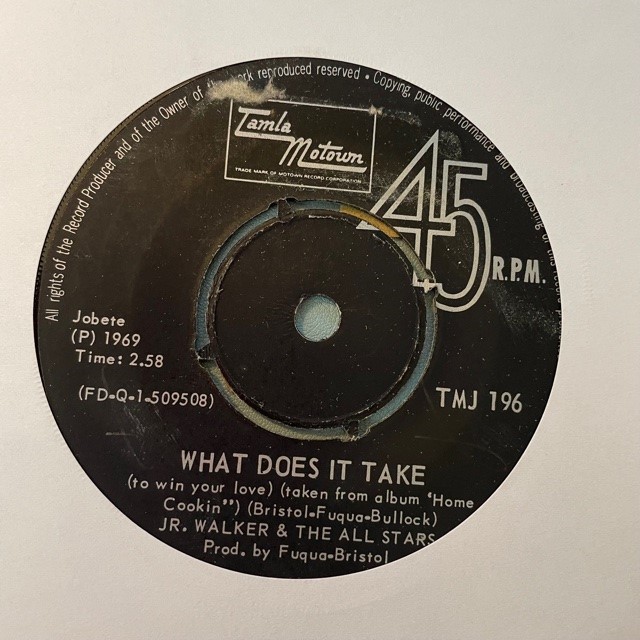 All rights of the Record Producer and of the Owner of the work reproduced reserved • Copying, public performance and broadcasting of this
Tamla
Motown
TRADE MARK OF MOTOWN RECORD CORPORATION
45
R.P.M.
Jobete
(P) 1969
Time: 2.58
(FD-Q-1-509508)
TMJ 196
WHAT DOES IT TAKE
(to win your love) (taken from album ‘Home
Cookin'’) (Bristol-Fuqua-Bullock)
JR. WALKER & THE ALL STARS
Prod. by Fuqua-Bristol